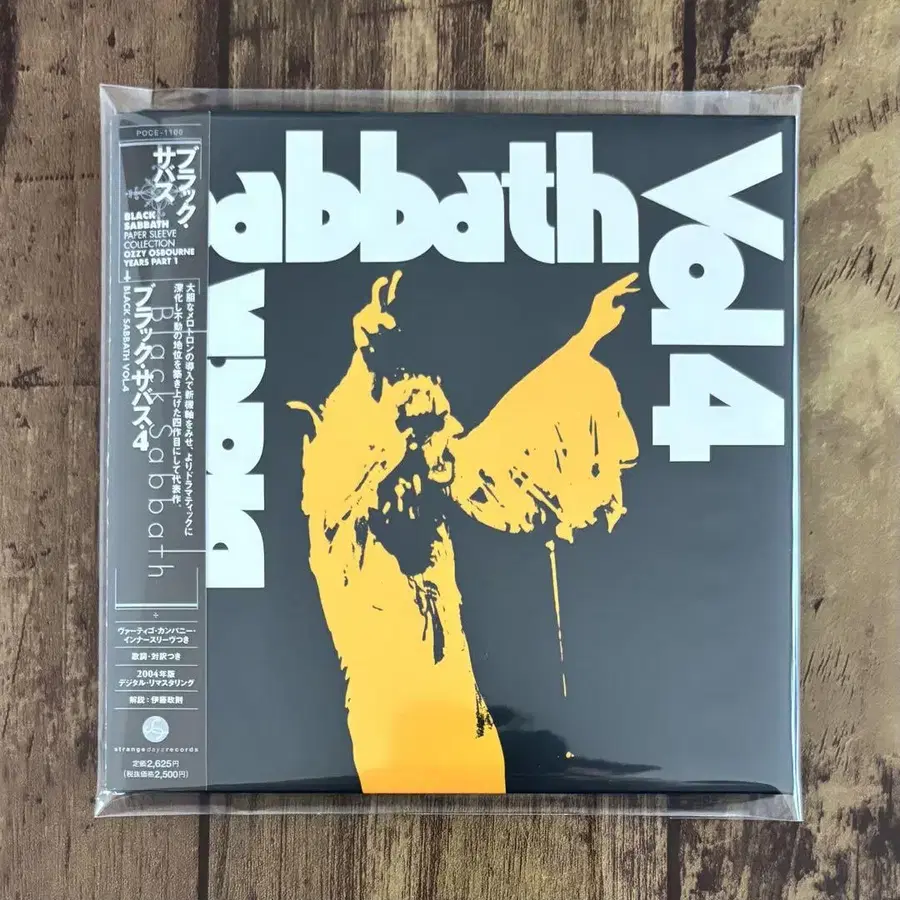 POCE-1100
ブラック・
サバス
BLACK
SABBATH
PAPER SLEEVE
COLLECTION
OZZY OSBOURNE
YEARS PART 1
大胆なメロトロンの導入で新機軸をみせ、よりドラマティックに
深化し不動の地位を築き上げた四作目にして代表作。
ブラック・サバス・4
BLACK SABBATH VOL.4
Black Sabbath
ヴァーティゴ・カンパニー・
インナースリーヴつき
歌詞・対訳つき
2004年版
デジタル・リマスタリング
解説:伊藤政則
strangedaysrecords
定価2,625円
(税抜価格2,500円)
abbath
Vol 4